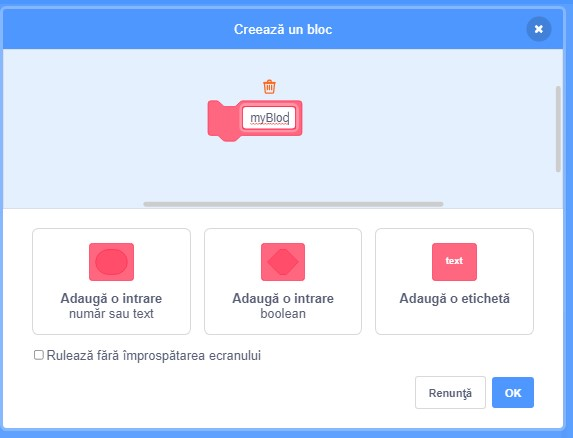 Creează un bloc
myBloc
text
Adaugă o intrare
număr sau text
Adaugă o intrare
boolean
Adaugă o etichetă
Rulează fără împrospătarea ecranului
Renunţă
OK